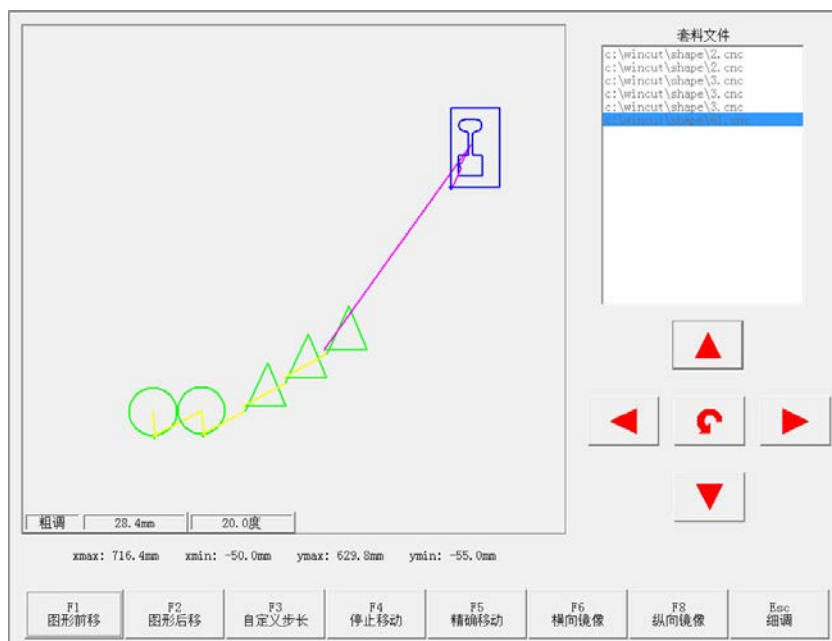 套料文件
c:\wincut\shape\2.cnc
c:\wincut\shape\2.cnc
c:\wincut\shape\3.cnc
c:\wincut\shape\3.cnc
c:\wincut\shape\3.cnc
c:\wincut\shape\61.cnc
粗调 28.4mm 20.0度
xmax: 716.4mm xmin: -50.0mm ymax: 629.8mm ymin: -55.0mm
F1 F2 F3 F4 F5 F6 F8 Esc
图形前移 图形后移 自定义步长 停止移动 精确移动 横向镜像 纵向镜像 细调